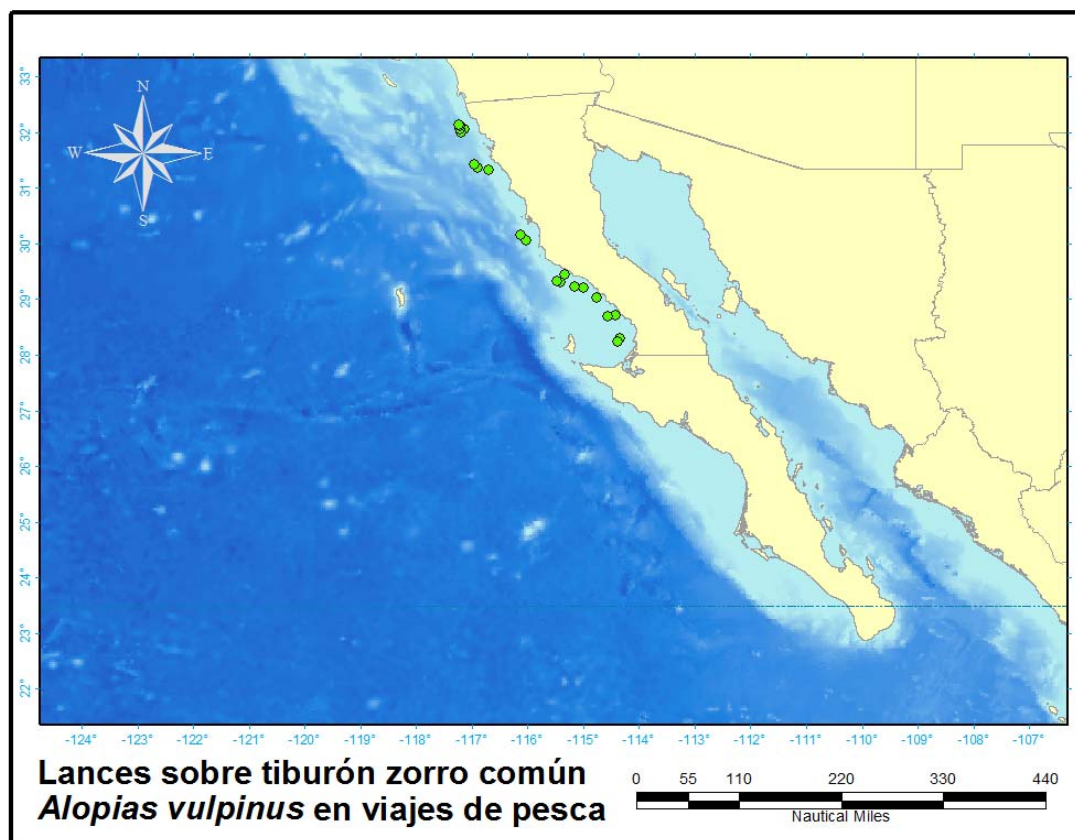 N
W
E
S
33°
32°
31°
30°
29°
28°
27°
26°
25°
24°
23°
22°
-124° -123° -122° -121° -120° -119° -118° -117° -116° -115° -114° -113° -112° -111° -110° -109° -108° -107°
Lances sobre tiburón zorro común
Alopias vulpinus en viajes de pesca
0 55 110 220 330 440
Nautical Miles